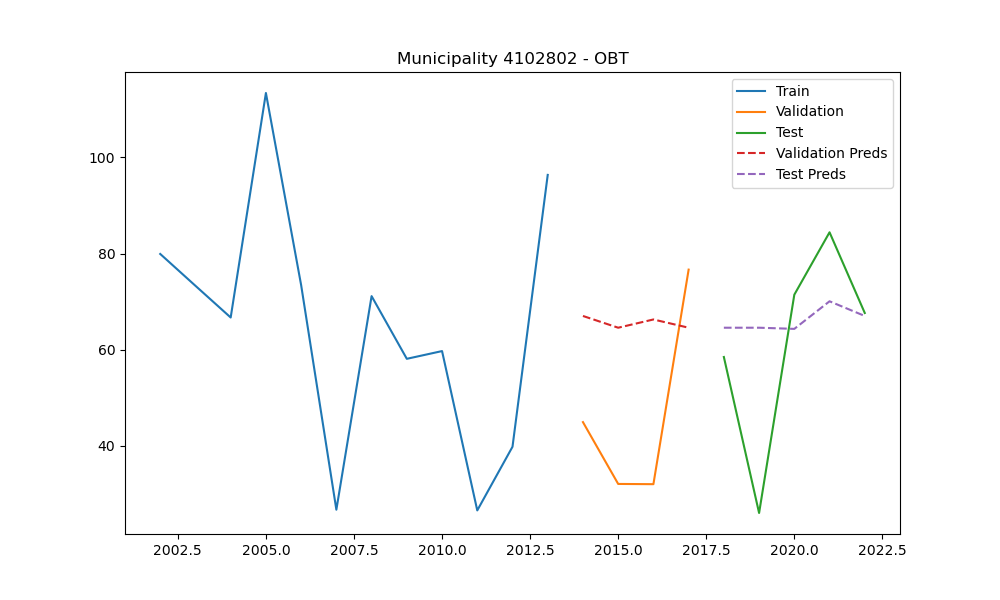 Municipality 4102802 - OBT
Train
Validation
Test
Validation Preds
Test Preds
100
80
60
40
2002.5 2005.0 2007.5 2010.0 2012.5 2015.0 2017.5 2020.0 2022.5